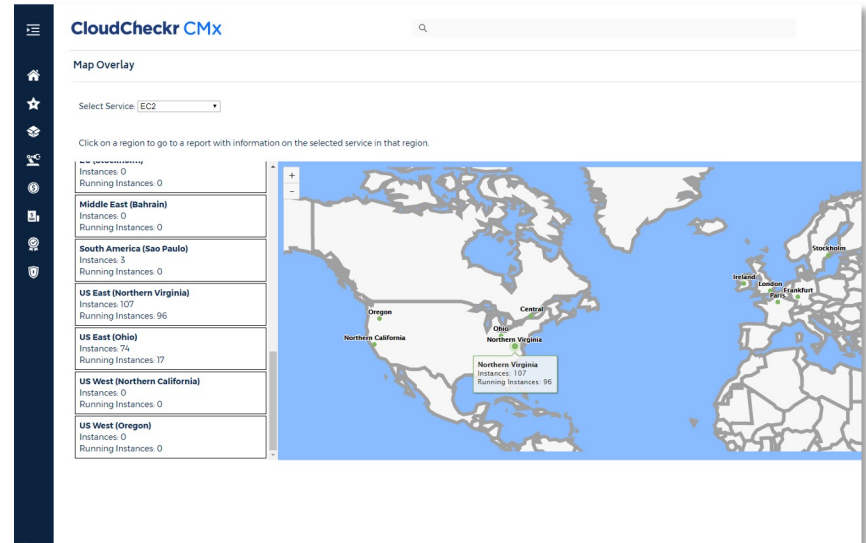 CloudCheckr CMx
Map Overlay
Select Service: EC2
Click on a region to go to a report with information on the selected service in that region.
EU (Stockholm)
Instances: 0
Running Instances: 0
Middle East (Bahrain)
Instances: 0
Running Instances: 0
South America (Sao Paulo)
Instances: 3
Running Instances: 0
US East (Northern Virginia)
Instances: 107
Running Instances: 96
US East (Ohio)
Instances: 74
Running Instances: 17
US West (Northern California)
Instances: 0
Running Instances: 0
US West (Oregon)
Instances: 0
Running Instances: 0
+
-
Stockholm
Ireland
London
Frankfurt
Paris
Oregon
Central
Ohio
Northern California
Northern Virginia
Northern Virginia
Instances: 107
Running Instances: 96